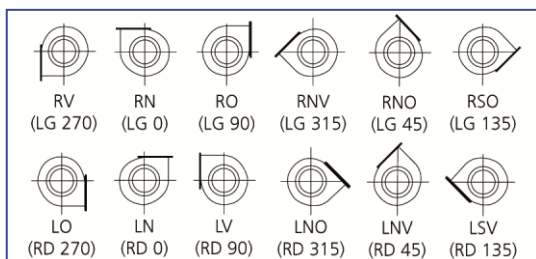 RV RN RO RNV RNO RSO
(LG 270) (LG 0) (LG 90) (LG 315) (LG 45) (LG 135)
LO LN LV LNO LNV LSV
(RD 270) (RD 0) (RD 90) (RD 315) (RD 45) (RD 135)